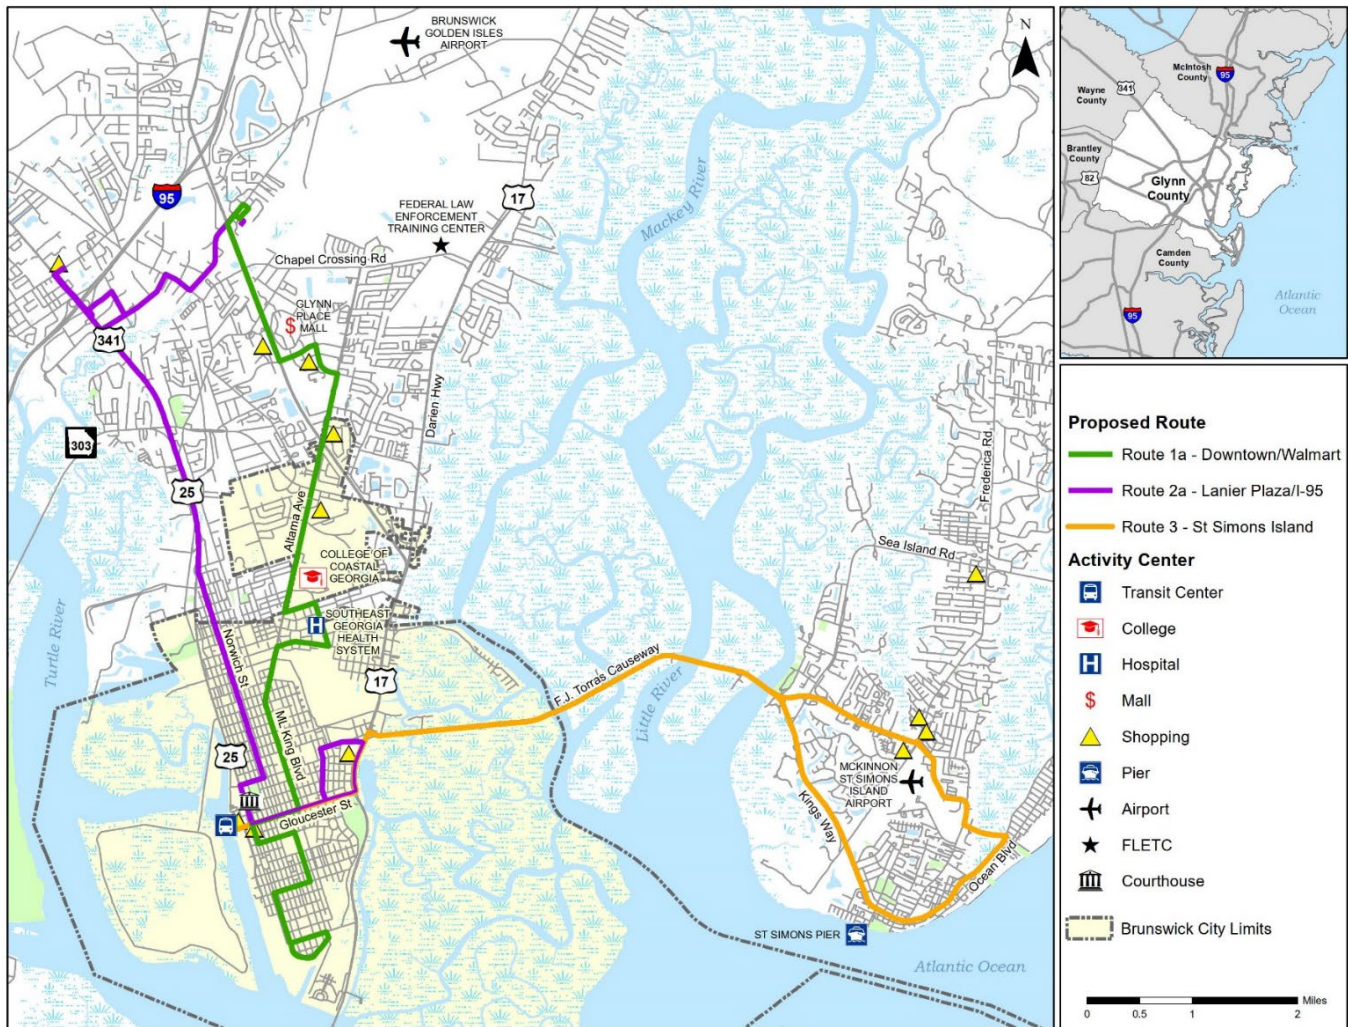 BRUNSWICK
GOLDEN ISLES
AIRPORT
N
95
17
FEDERAL LAW
ENFORCEMENT
TRAINING CENTER
Chapel Crossing Rd
Mackey River
GLYNN
PLACE
MALL
341
Darien Hwy
303
25
Altama Ave
Frederica Rd
Sea Island Rd
COLLEGE OF
COASTAL
GEORGIA
SOUTHEAST
GEORGIA
HEALTH
SYSTEM
Turtle River
Norwich St
17
F.J. Torras Causeway
Little River
ML King Blvd
25
Gloucester St
MCKINNON
ST SIMONS
ISLAND
AIRPORT
Kings Way
Ocean Blvd
ST SIMONS PIER
Atlantic Ocean
McIntosh
County
95
Wayne
County
341
Brantley
County
82
Glynn
County
Camden
County
Atlantic
Ocean
95
Proposed Route
Route 1a - Downtown/Walmart
Route 2a - Lanier Plaza/I-95
Route 3 - St Simons Island
Activity Center
Transit Center
College
H Hospital
$ Mall
Shopping
Pier
Airport
FLETC
Courthouse
Brunswick City Limits
Miles
0 0.5 1 2